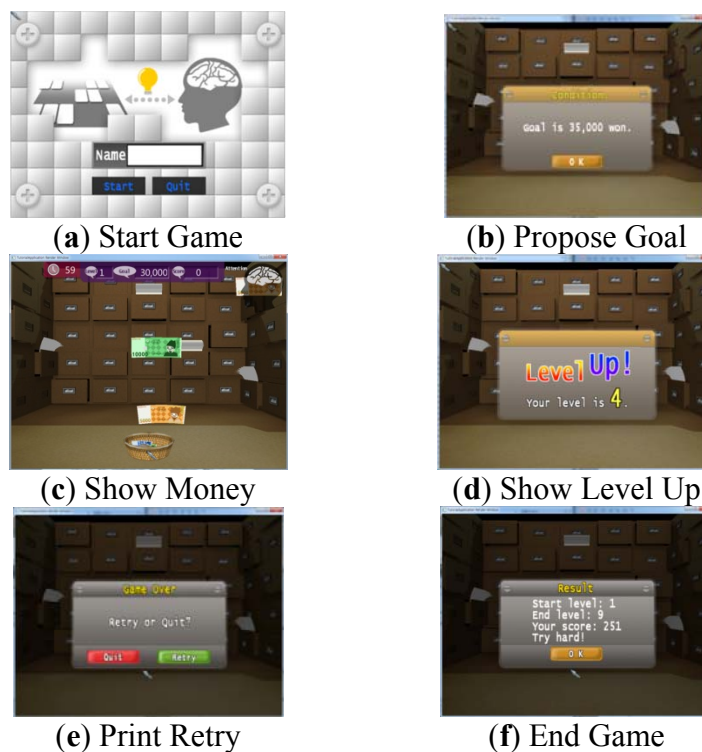 Name
Start Quit
(a) Start Game
Condition
Goal is 35,000 won.
O K
(b) Propose Goal
59 1 Goal 30,000 0
10000
(c) Show Money
Level Up!
Your level is 4.
(d) Show Level Up
Game Over
Retry or Quit?
Quit Retry
(e) Print Retry
Result
Start level: 1
End level: 9
Your score: 251
Try hard!
O K
(f) End Game